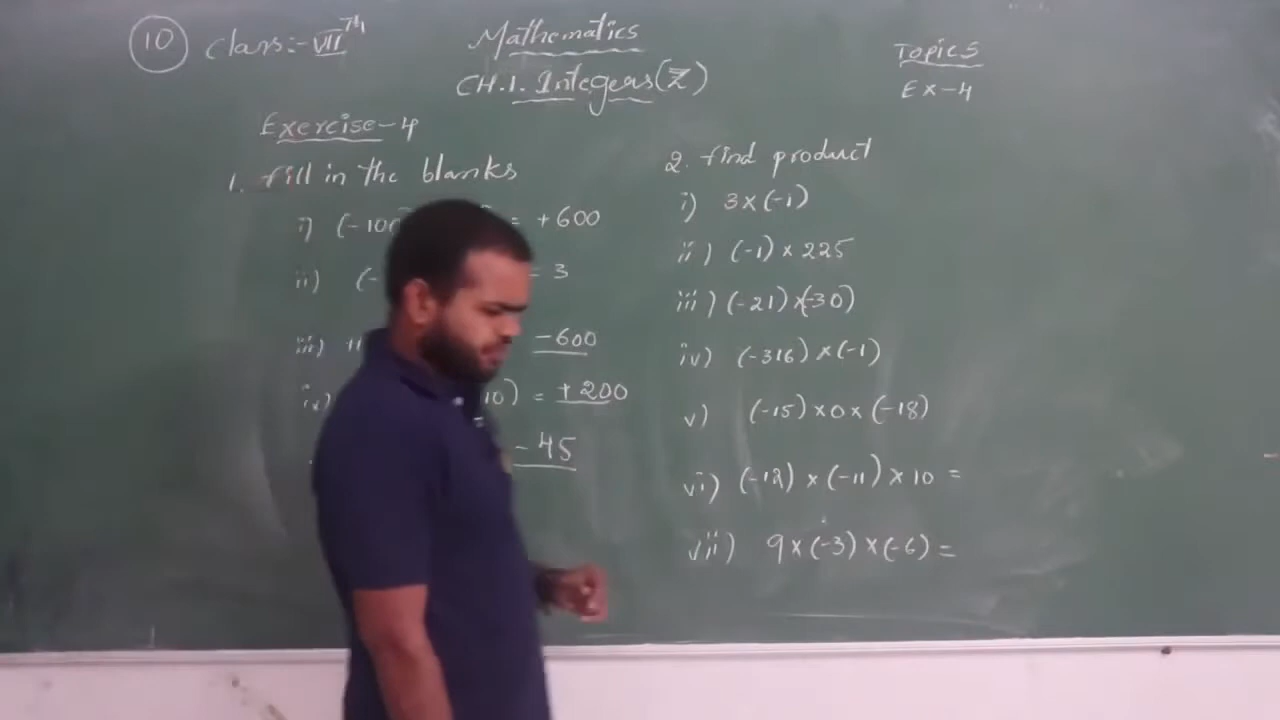 10 Class:- VII TH
Mathematics
CH.1. Integers(Z)
Topics
Ex-4
Exercise-4
1. fill in the blanks
i) (-100 = +600
ii) (- = 3
iii) -600
iv) 10) = +200
-45
2. find product
i) 3×(-1)
ii) (-1) × 225
iii) (-21)×(-30)
iv) (-316)×(-1)
v) (-15)×0×(-18)
vi) (-12) × (-11) × 10 =
vii) 9×(-3)×(-6) =